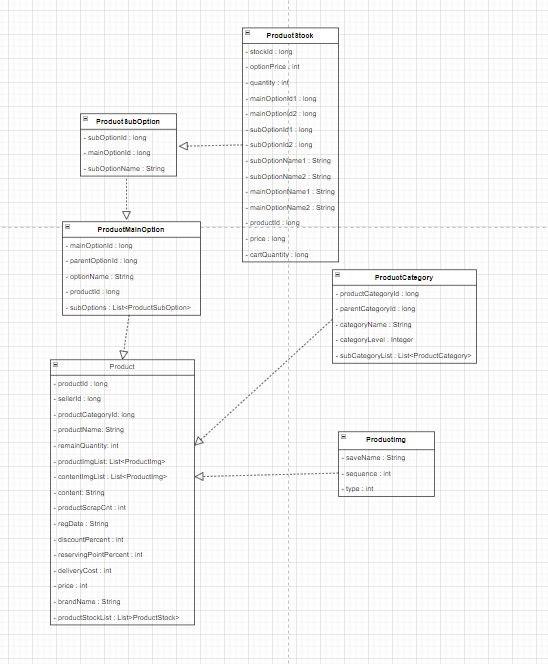 ProductStock
- stockId : long
- optionPrice : int
- quantity : int
- mainOptionId1 : long
- mainOptionId2 : long
- subOptionId1 : long
- subOptionId2 : long
- subOptionName1 : String
- subOptionName2 : String
- mainOptionName1 : String
- mainOptionName2 : String
- productId : long
- price : long
- cartQuantity : long
ProductSubOption
- subOptionId : long
- mainOptionId : long
- subOptionName : String
ProductMainOption
- mainOptionId : long
- parentOptionId : long
- optionName : String
- productId : long
- subOptions : List<ProductSubOption>
ProductCategory
- productCategoryId : long
- parentCategoryId : long
- categoryName : String
- categoryLevel : Integer
- subCategoryList : List<ProductCategory>
Product
- productId : long
- sellerId : long
- productCategoryId: long
- productName: String
- remainQuantity: int
- productImgList: List<ProductImg>
- contentImgList : List<ProductImg>
- content: String
- productScrapCnt : int
- regDate : String
- discountPercent : int
- reservingPointPercent : int
- deliveryCost : int
- price : int
- brandName : String
- productStockList : List>ProductStock>
ProductImg
- saveName : String
- sequence : int
- type : int